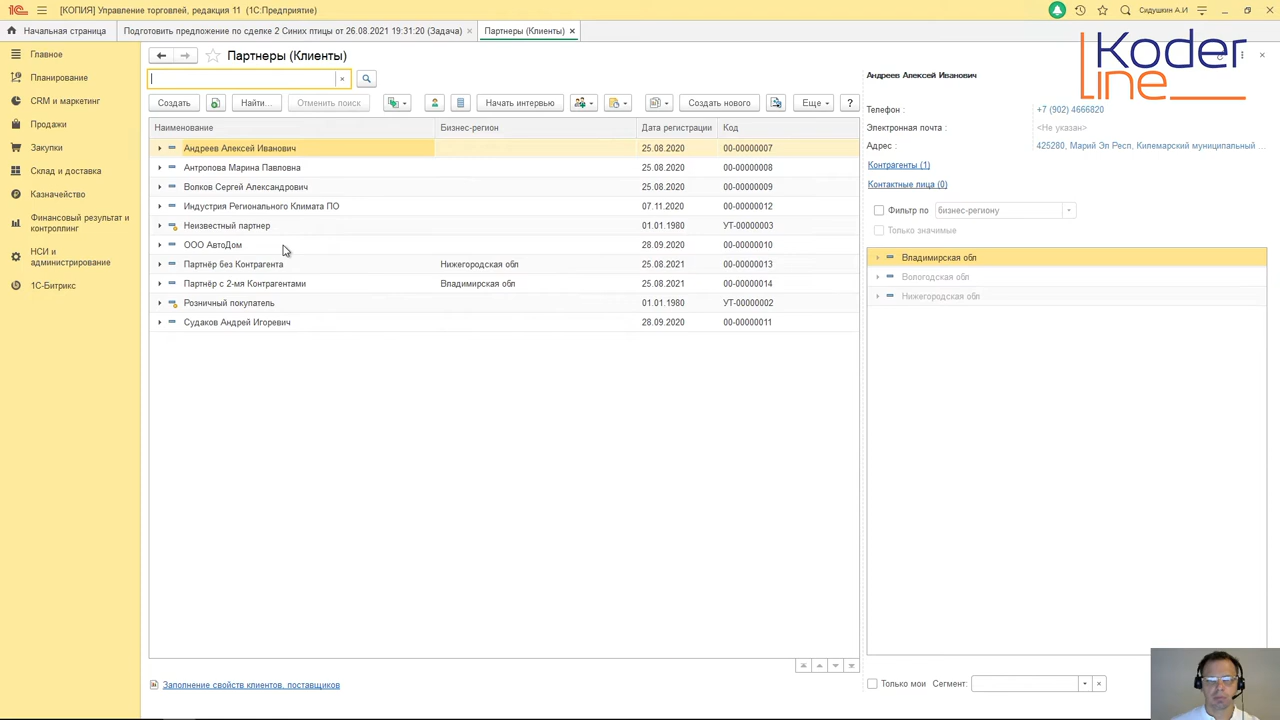 1С [КОПИЯ] Управление торговлей, редакция 11 (1С:Предприятие)
Сидушкин А.И
Начальная страница
Подготовить предложение по сделке 2 Синих птицы от 26.08.2021 19:31:20 (Задача) ×
Партнеры (Клиенты) ×
Koder
line
Главное
Планирование
CRM и маркетинг
Продажи
Закупки
Склад и доставка
Казначейство
Финансовый результат и
контроллинг
НСИ и
администрирование
1С-Битрикс
Партнеры (Клиенты)
Создать
Найти...
Отменить поиск
Начать интервью
Создать нового
Еще
?
Наименование Бизнес-регион Дата регистрации Код
Андреев Алексей Иванович 25.08.2020 00-00000007
Антропова Марина Павловна 25.08.2020 00-00000008
Волков Сергей Александрович 25.08.2020 00-00000009
Индустрия Регионального Климата ПО 07.11.2020 00-00000012
Неизвестный партнер 01.01.1980 УТ-00000003
ООО АвтоДом 28.09.2020 00-00000010
Партнёр без Контрагента Нижегородская обл 25.08.2021 00-00000013
Партнёр с 2-мя Контрагентами Владимирская обл 25.08.2021 00-00000014
Розничный покупатель 01.01.1980 УТ-00000002
Судаков Андрей Игоревич 28.09.2020 00-00000011
Заполнение свойств клиентов, поставщиков
Андреев Алексей Иванович
Телефон : +7 (902) 4666820
Электронная почта : <Не указан>
Адрес : 425280, Марий Эл Респ, Килемарский муниципальный ...
Контрагенты (1)
Контактные лица (0)
Фильтр по бизнес-региону
Только значимые
Владимирская обл
Вологодская обл
Нижегородская обл
Только мои Сегмент: